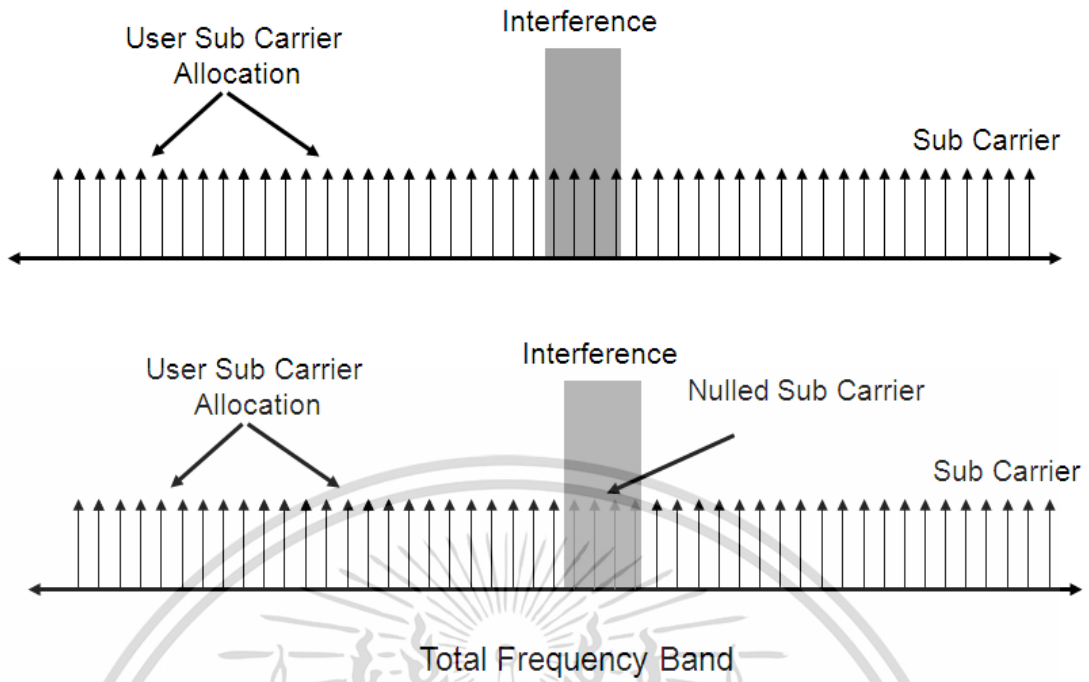 Interference
User Sub Carrier
Allocation
Sub Carrier
Interference
User Sub Carrier
Allocation
Nulled Sub Carrier
Sub Carrier
Total Frequency Band